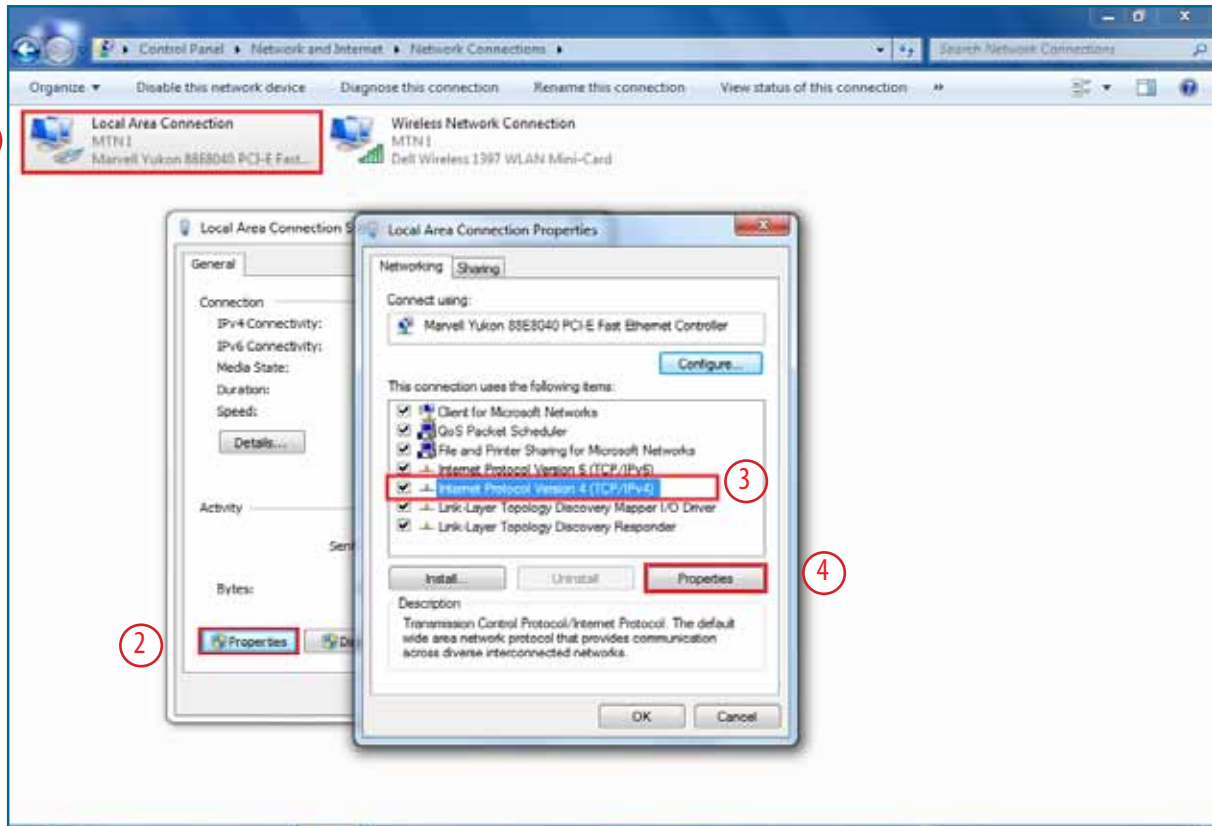 Control Panel ▸ Network and Internet ▸ Network Connections ▸
Search Network Connections
Organize ▾ Disable this network device Diagnose this connection Rename this connection View status of this connection »
Local Area Connection
MTN1
Marvell Yukon 88E8040 PCI-E Fast...
Wireless Network Connection
MTN1
Dell Wireless 1397 WLAN Mini-Card
Local Area Connection S
General
Connection
IPv4 Connectivity:
IPv6 Connectivity:
Media State:
Duration:
Speed:
Details...
Activity
Sent
Bytes:
2
Properties
Local Area Connection Properties
Networking
Sharing
Connect using:
Marvell Yukon 88E8040 PCI-E Fast Ethernet Controller
Configure...
This connection uses the following items:
Client for Microsoft Networks
QoS Packet Scheduler
File and Printer Sharing for Microsoft Networks
Internet Protocol Version 6 (TCP/IPv6)
Internet Protocol Version 4 (TCP/IPv4)
3
Link-Layer Topology Discovery Mapper I/O Driver
Link-Layer Topology Discovery Responder
Install...
Uninstall
Properties
4
Description
Transmission Control Protocol/Internet Protocol. The default
wide area network protocol that provides communication
across diverse interconnected networks.
OK
Cancel